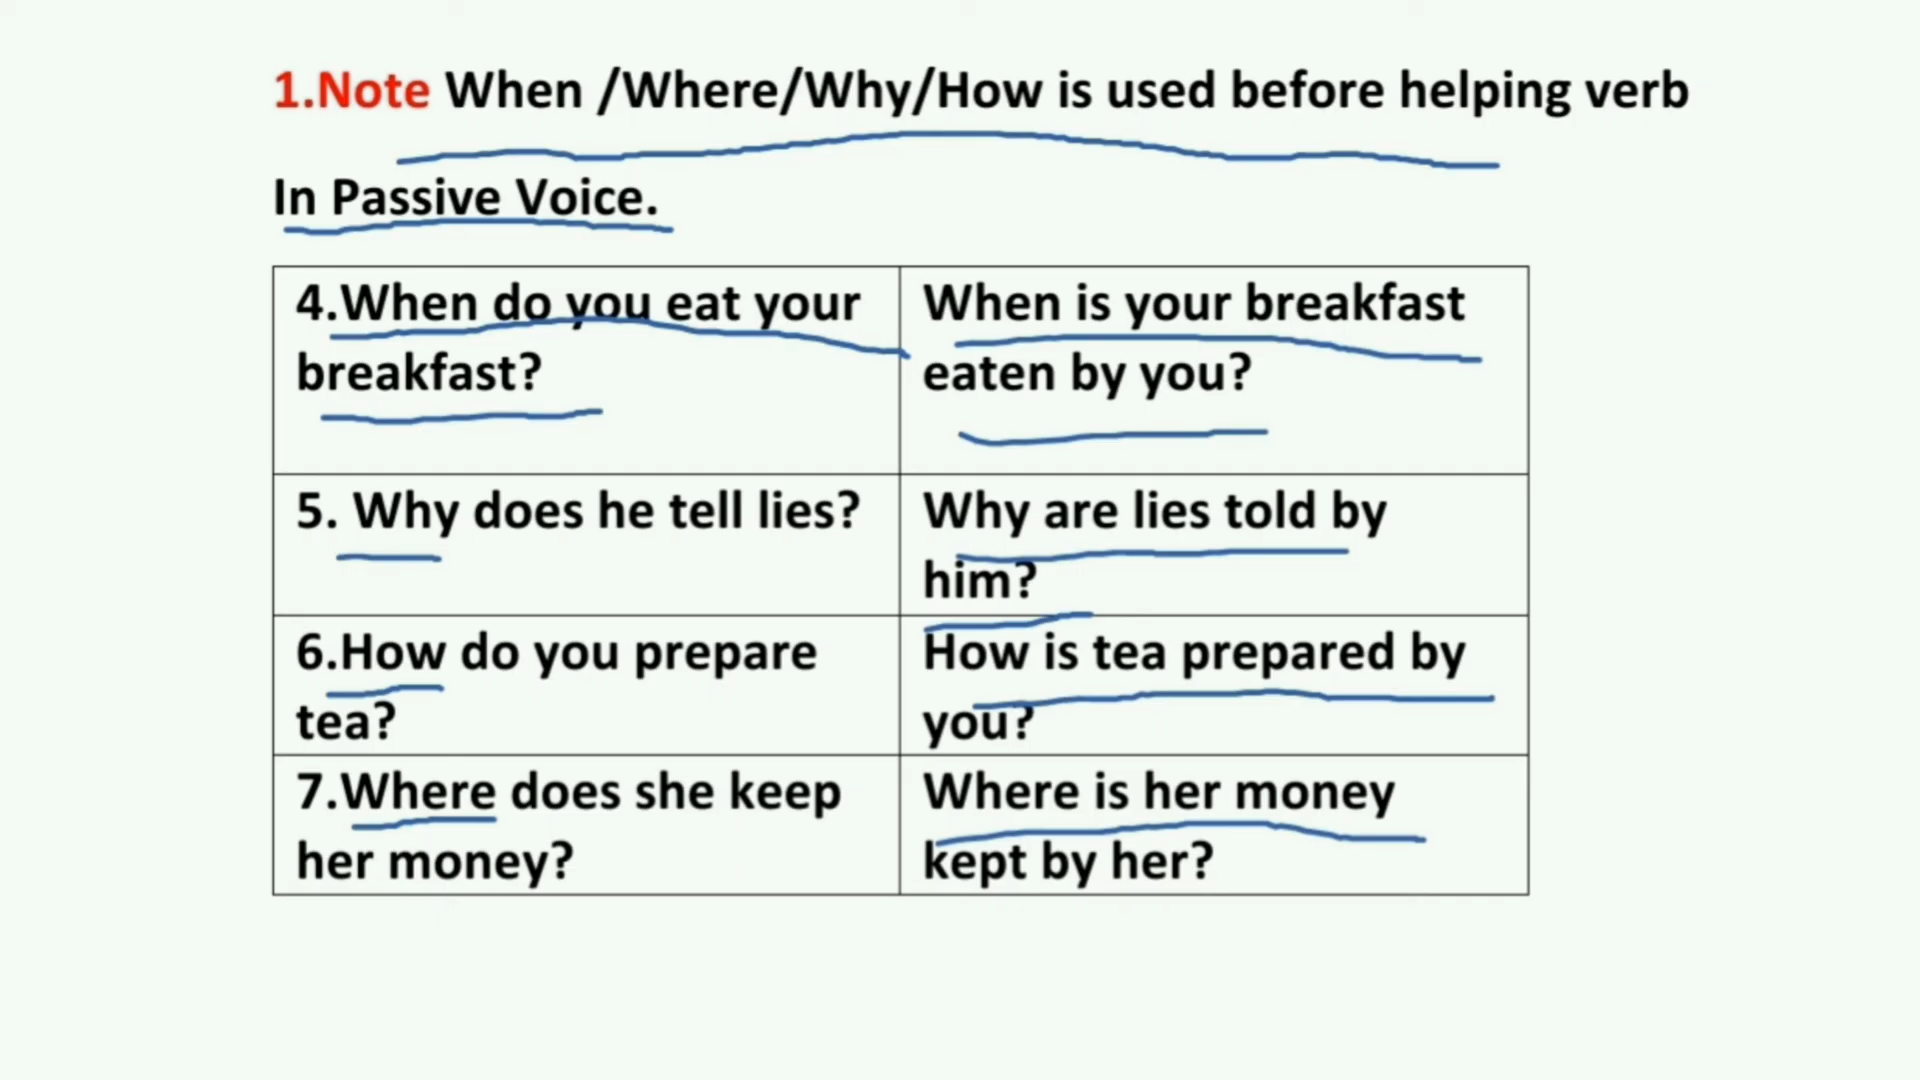 1.Note When /Where/Why/How is used before helping verb
In Passive Voice.
4.When do you eat your
breakfast?
When is your breakfast
eaten by you?
5. Why does he tell lies?
Why are lies told by
him?
6.How do you prepare
tea?
How is tea prepared by
you?
7.Where does she keep
her money?
Where is her money
kept by her?